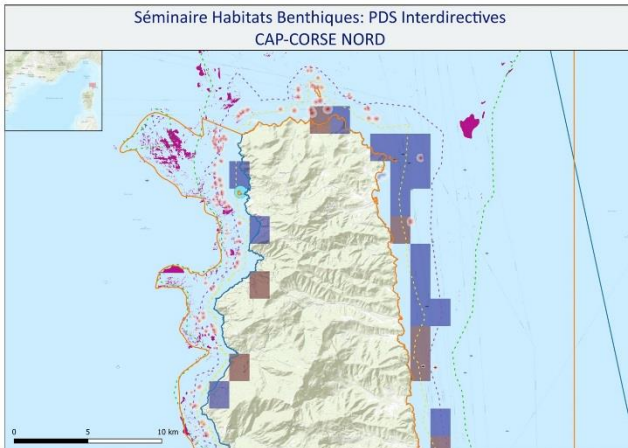 Séminaire Habitats Benthiques: PDS Interdirectives
CAP-CORSE NORD
0 5 10 km